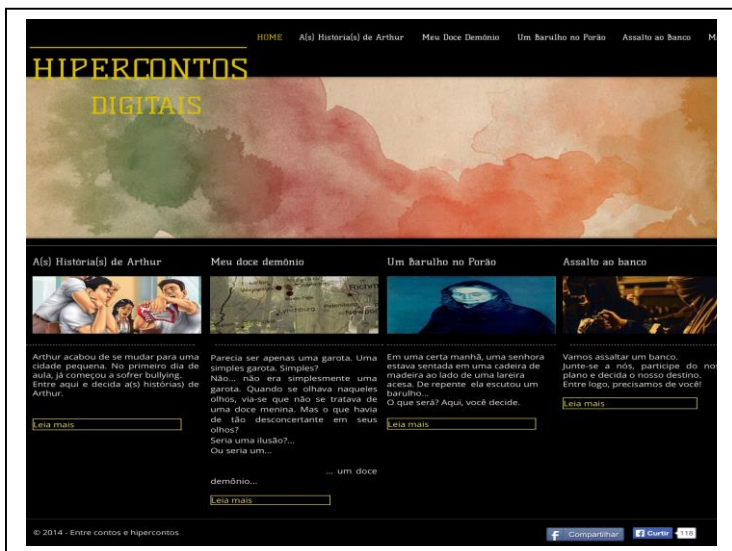 HOME A(s) História(s) de Arthur Meu Doce Demônio Um Barulho no Porão Assalto ao Banco
HIPERCONTOS
DIGITAIS
A(s) História(s) de Arthur
Arthur acabou de se mudar para uma
cidade pequena. No primeiro dia de
aula, já começou a sofrer bullying.
Entre aqui e decida a(s) histórias) de
Arthur.
Leia mais
Meu doce demônio
Richm
Lynchburg
Newpor
Parecia ser apenas uma garota. Uma
simples garota. Simples?
Não... não era simplesmente uma
garota. Quando se olhava naqueles
olhos, via-se que não se tratava de
uma doce menina. Mas o que havia
de tão desconcertante em seus
olhos?
Seria uma ilusão?...
Ou seria um...
... um doce
demônio...
Leia mais
Um Barulho no Porão
Em uma certa manhã, uma senhora
estava sentada em uma cadeira de
madeira ao lado de uma lareira
acesa. De repente ela escutou um
barulho...
O que será? Aqui, você decide.
Leia mais
Assalto ao banco
Vamos assaltar um banco.
Junte-se a nós, participe do
plano e decida o nosso destino.
Entre logo, precisamos de você!
Leia mais
© 2014 - Entre contos e hipercontos
Compartilhar
Curtir 118